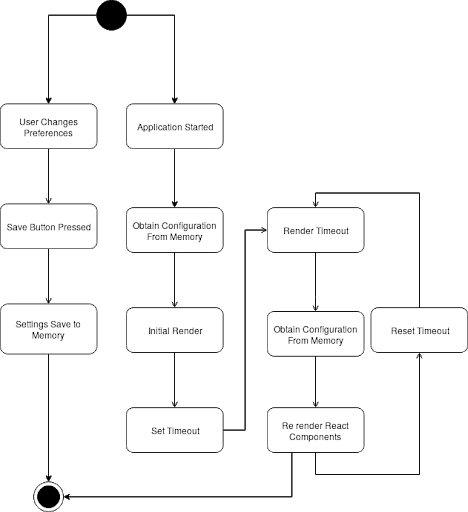 User Changes
Preferences
Application Started
Save Button Pressed
Obtain Configuration
From Memory
Render Timeout
Settings Save to
Memory
Initial Render
Obtain Configuration
From Memory
Reset Timeout
Set Timeout
Re render React
Components